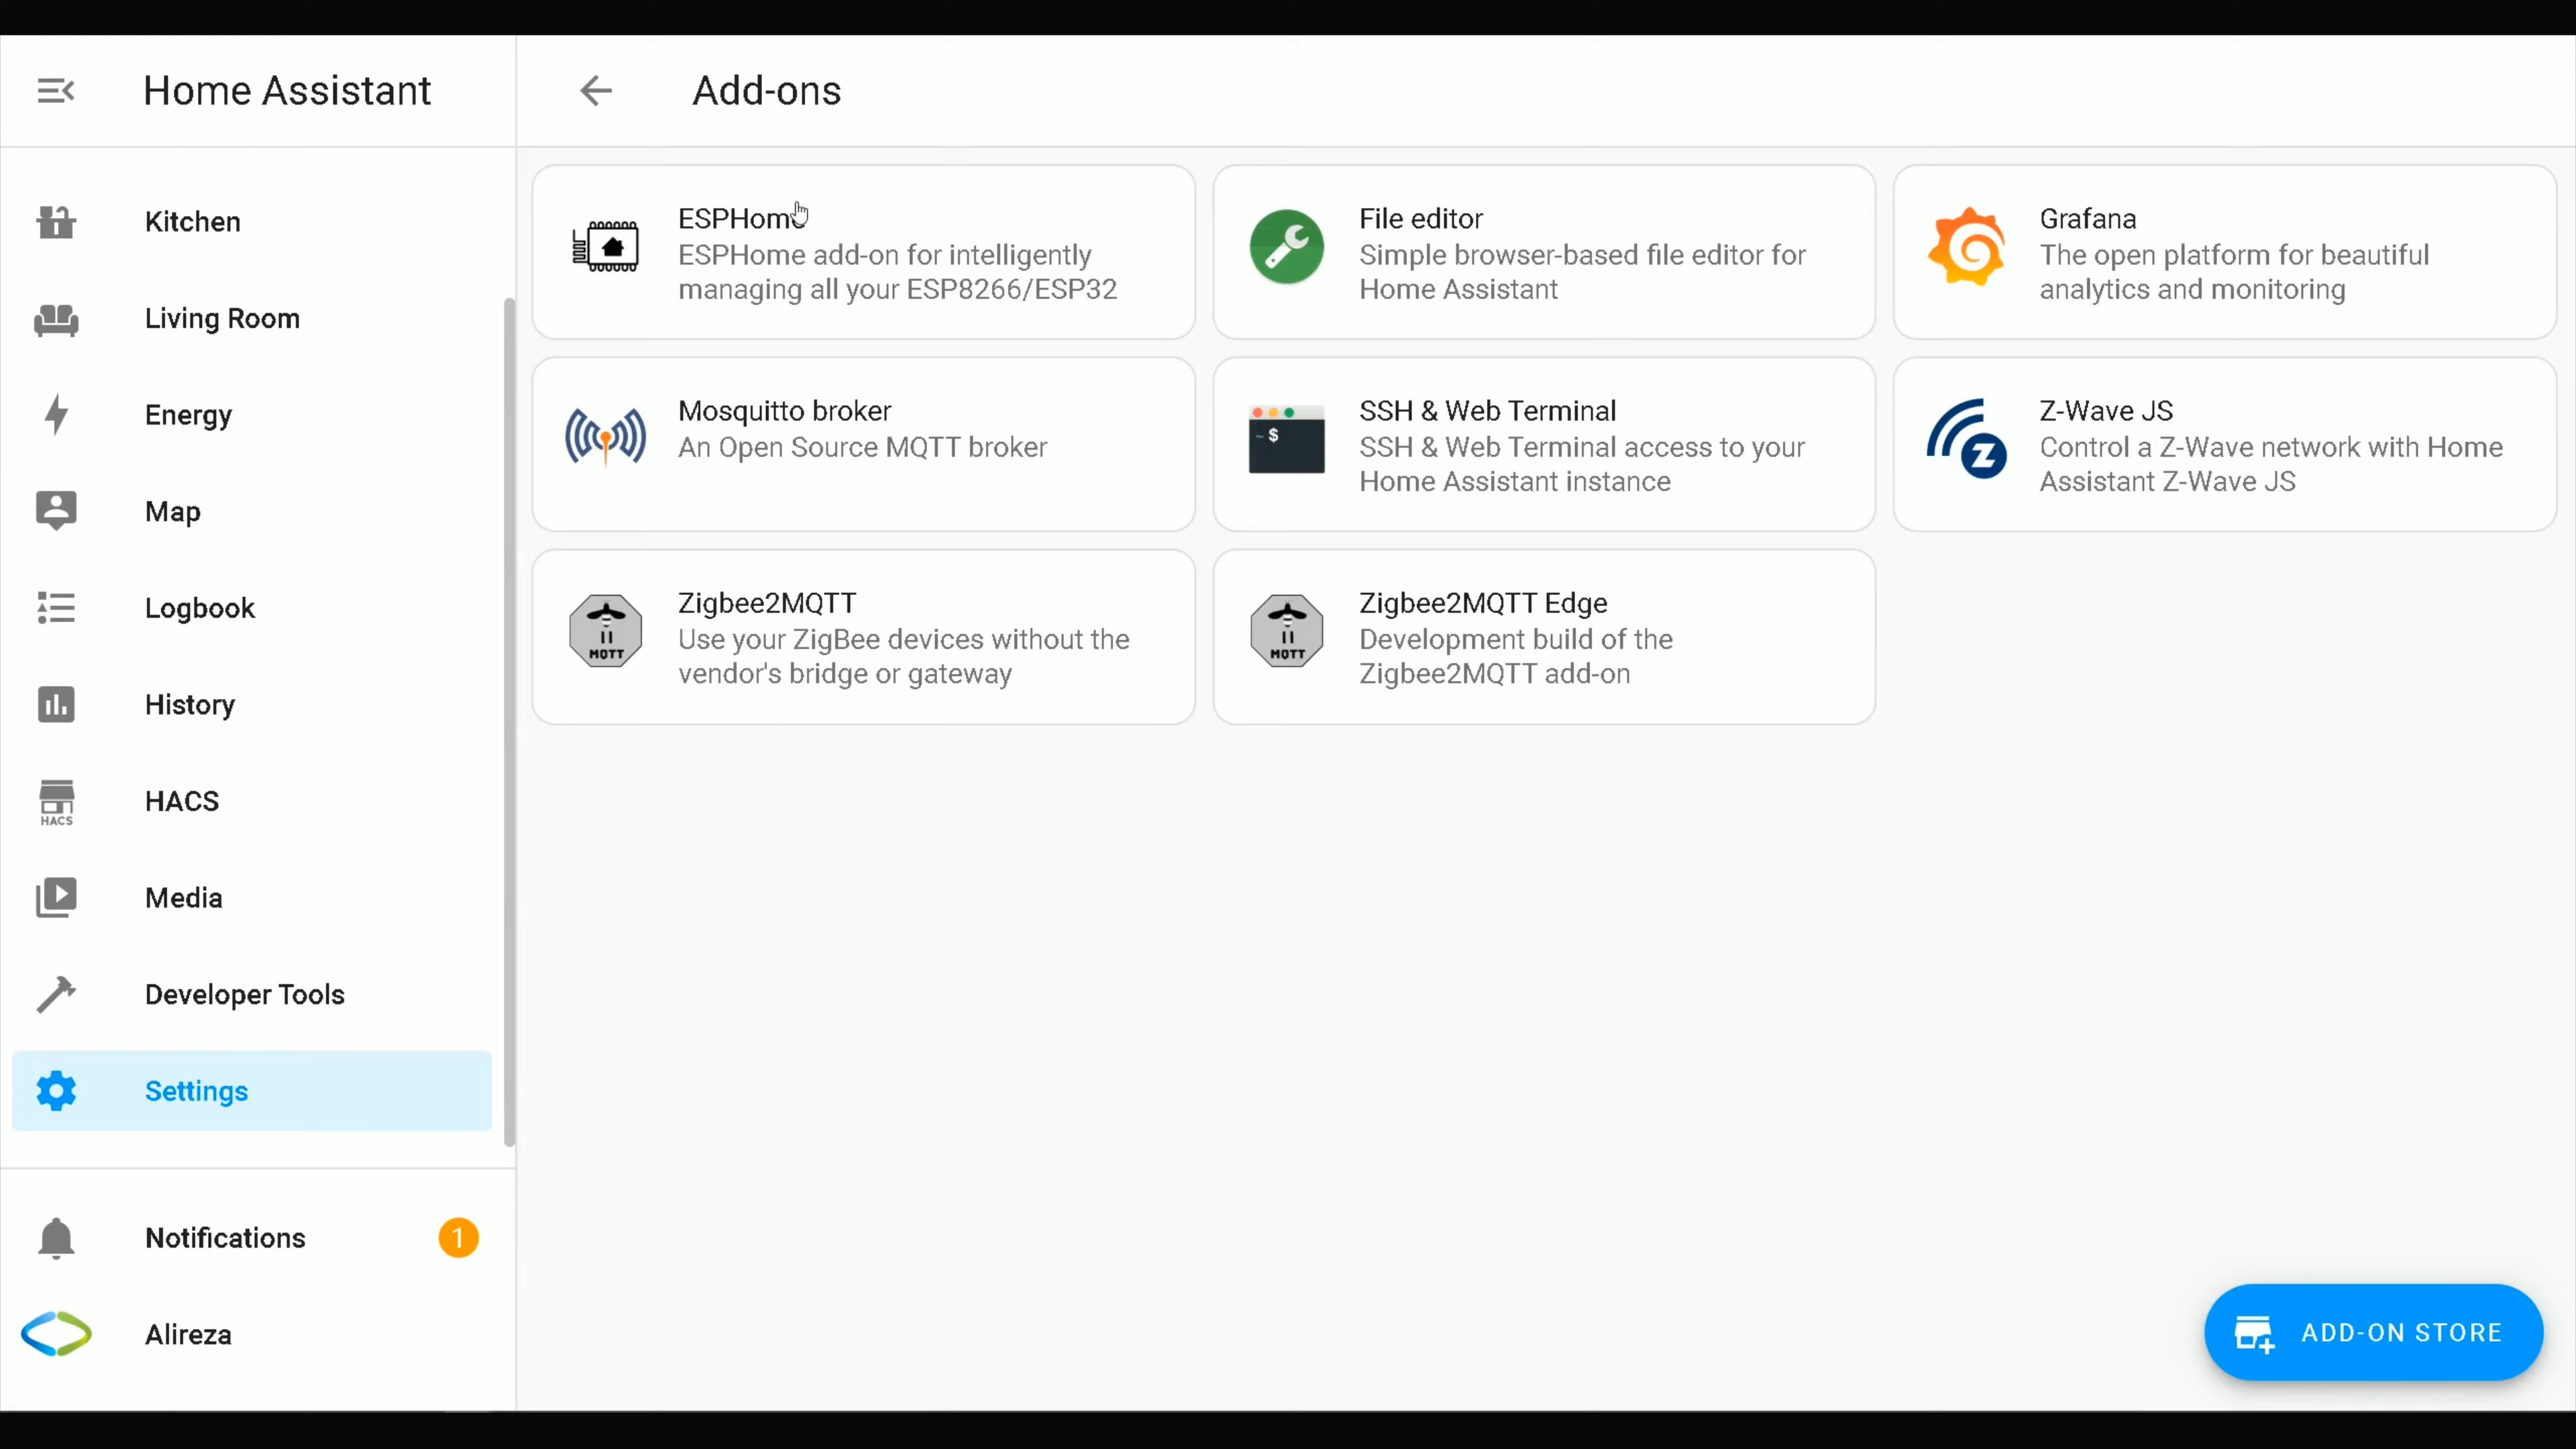 Home Assistant
Add-ons
Kitchen
Living Room
Energy
Map
Logbook
History
HACS
HACS
Media
Developer Tools
Settings
Notifications
1
Alireza
ESPHome
ESPHome add-on for intelligently
managing all your ESP8266/ESP32
File editor
Simple browser-based file editor for
Home Assistant
Grafana
The open platform for beautiful
analytics and monitoring
Mosquitto broker
An Open Source MQTT broker
~ $
SSH & Web Terminal
SSH & Web Terminal access to your
Home Assistant instance
Z
Z-Wave JS
Control a Z-Wave network with Home
Assistant Z-Wave JS
MQTT
Zigbee2MQTT
Use your ZigBee devices without the
vendor's bridge or gateway
MQTT
Zigbee2MQTT Edge
Development build of the
Zigbee2MQTT add-on
ADD-ON STORE